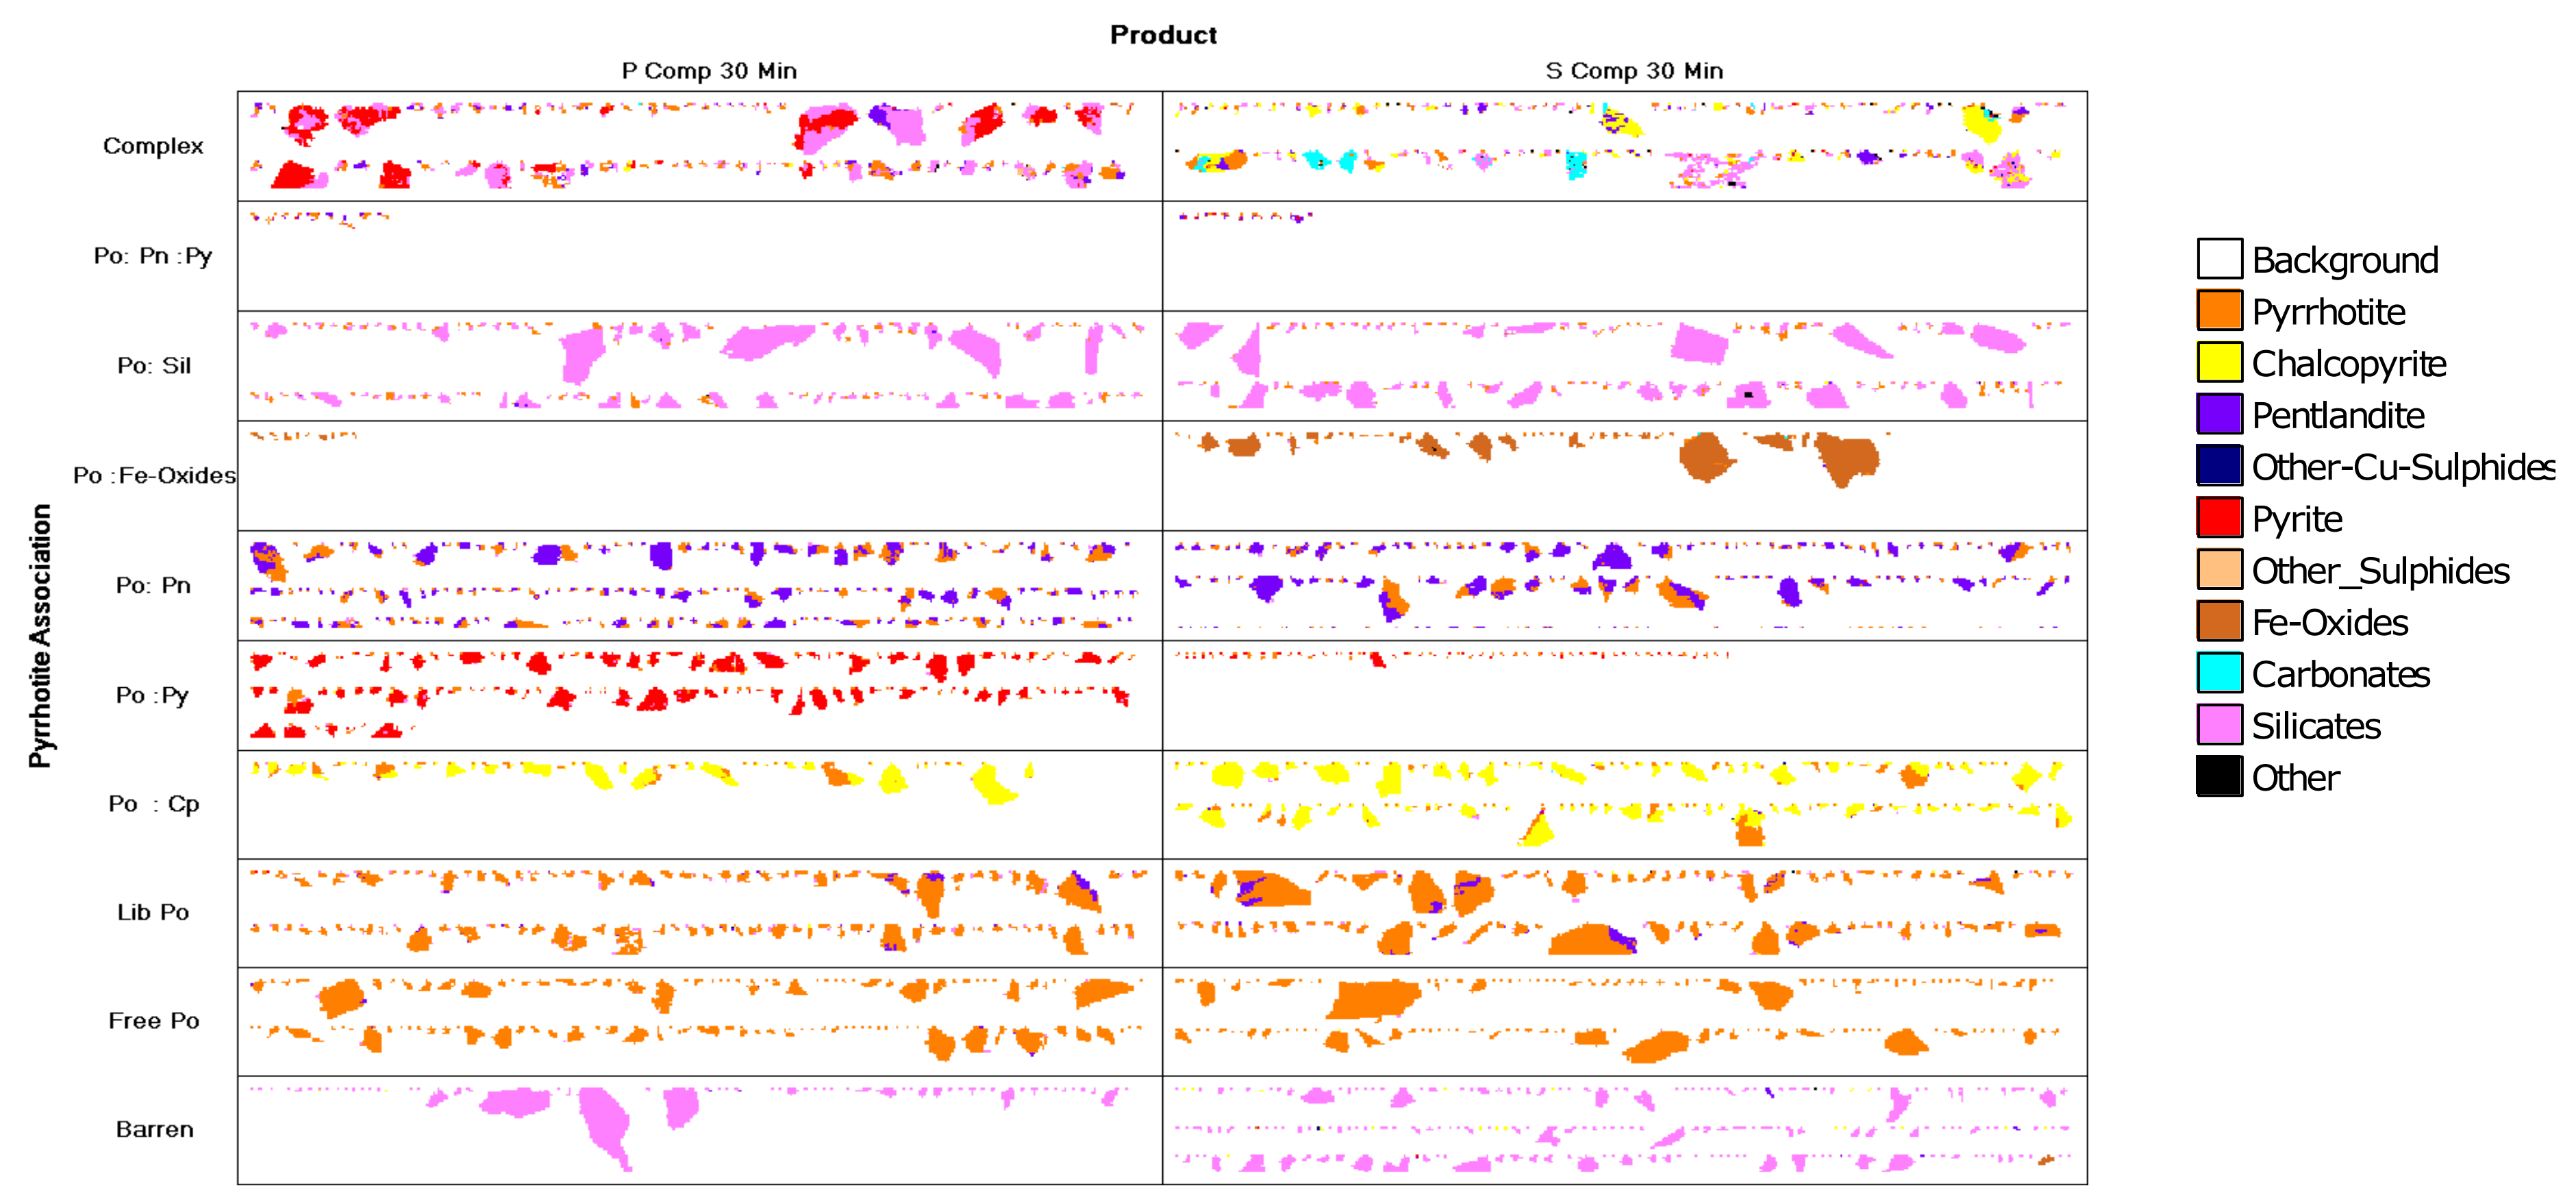 Product
P Comp 30 Min
S Comp 30 Min
Pyrrhotite Association
Complex
Po: Pn :Py
Po: Sil
Po :Fe-Oxides
Po: Pn
Po :Py
Po : Cp
Lib Po
Free Po
Barren
Background
Pyrrhotite
Chalcopyrite
Pentlandite
Other-Cu-Sulphides
Pyrite
Other_Sulphides
Fe-Oxides
Carbonates
Silicates
Other